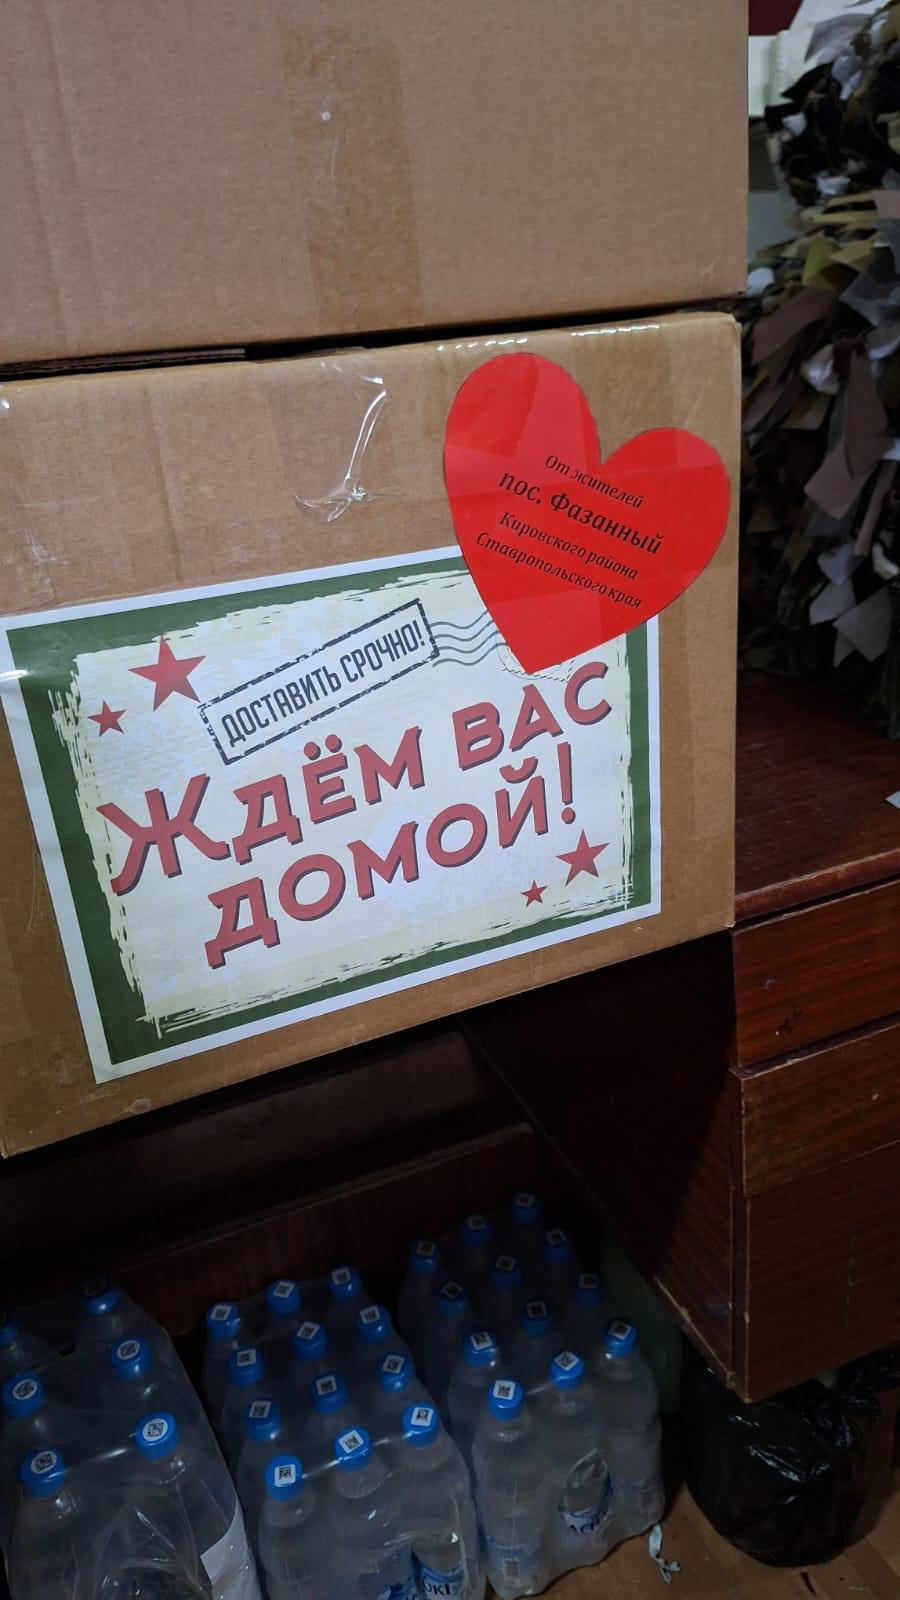 От жителей
пос. Фазанный
Кировского района
Ставропольского края
ДОСТАВИТЬ СРОЧНО!
ЖДЁМ ВАС
ДОМОЙ!